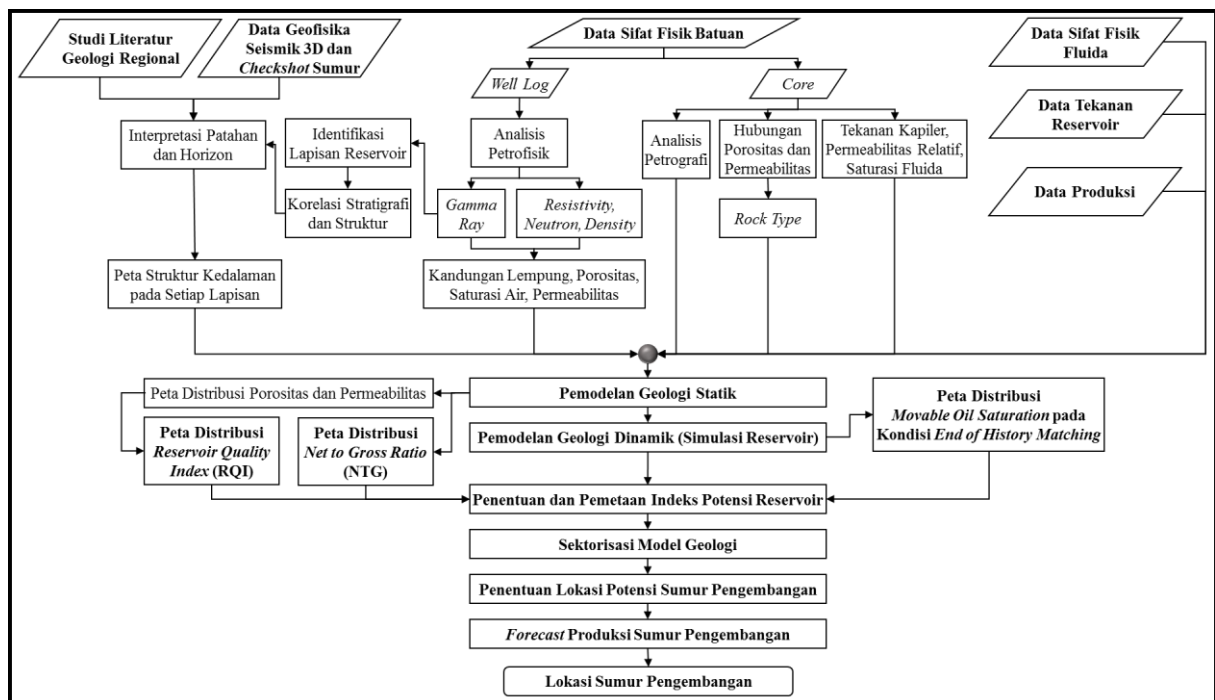 Studi Literatur
Geologi Regional
Data Geofisika
Seismik 3D dan
Checkshot Sumur
Data Sifat Fisik Batuan
Data Sifat Fisik
Fluida
Well Log
Core
Data Tekanan
Reservoir
Interpretasi Patahan
dan Horizon
Identifikasi
Lapisan Reservoir
Analisis
Petrofisik
Analisis
Petrografi
Hubungan
Porositas dan
Permeabilitas
Tekanan Kapiler,
Permeabilitas Relatif,
Saturasi Fluida
Data Produksi
Korelasi Stratigrafi
dan Struktur
Gamma
Ray
Resistivity,
Neutron, Density
Rock Type
Peta Struktur Kedalaman
pada Setiap Lapisan
Kandungan Lempung, Porositas,
Saturasi Air, Permeabilitas
Peta Distribusi Porositas dan Permeabilitas
Pemodelan Geologi Statik
Peta Distribusi
Movable Oil Saturation pada
Kondisi End of History Matching
Peta Distribusi
Reservoir Quality
Index (RQI)
Peta Distribusi
Net to Gross Ratio
(NTG)
Pemodelan Geologi Dinamik (Simulasi Reservoir)
Penentuan dan Pemetaan Indeks Potensi Reservoir
Sektorisasi Model Geologi
Penentuan Lokasi Potensi Sumur Pengembangan
Forecast Produksi Sumur Pengembangan
Lokasi Sumur Pengembangan